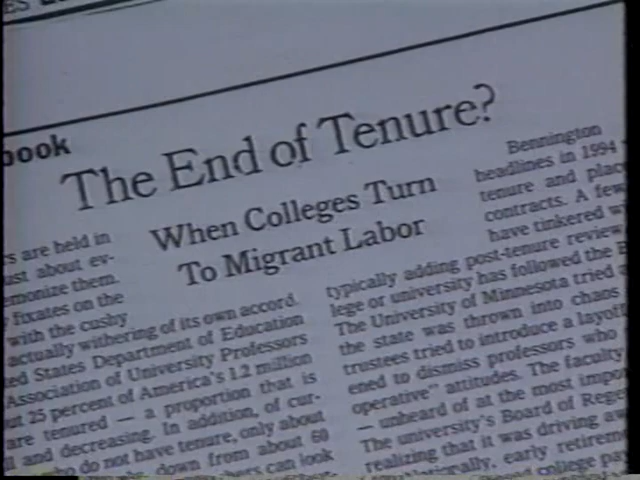 book
The End of Tenure?
When Colleges Turn
To Migrant Labor
rs are held in
ust about ev-
emonize them.
fixates on the
with the cushy
actually withering of its own accord.
ed States Department of Education
Association of University Professors
ut 25 percent of America's 1.2 million
are tenured — a proportion that is
and decreasing. In addition, of cur-
who do not have tenure, only about
down from about 60
can look
Bennington
headlines in 1994
tenure and plac
contracts. A few
have tinkered w
typically adding post-tenure review
lege or university has followed the B
The University of Minnesota tried a
the state was thrown into chaos
trustees tried to introduce a layoff
ened to dismiss professors who
operative" attitudes. The faculty
— unheard of at the most impo
The university's Board of Rege
realizing that it was driving aw
early retirem
college pa